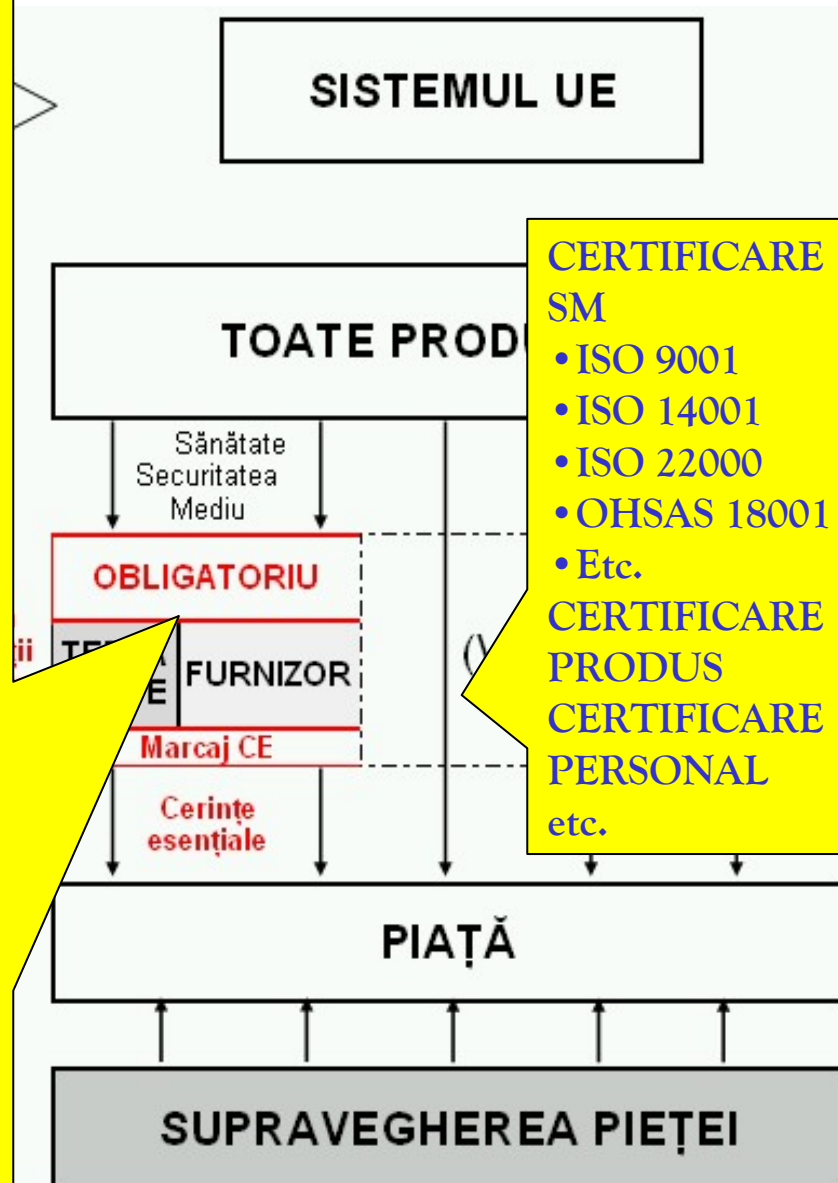 SISTEMUL UE
TOATE PROD
CERTIFICARE
SM
• ISO 9001
• ISO 14001
• ISO 22000
• OHSAS 18001
• Etc.
CERTIFICARE
PRODUS
CERTIFICARE
PERSONAL
etc.
Sănătate
Securitatea
Mediu
OBLIGATORIU
FURNIZOR
Marcaj CE
Cerințe
esențiale
PIAȚĂ
SUPRAVEGHEREA PIEȚEI